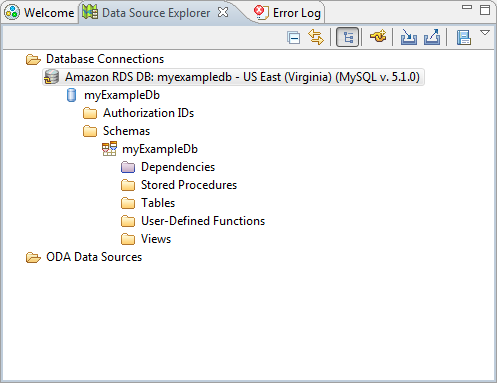 Welcome Data Source Explorer Error Log
Database Connections
Amazon RDS DB: myexampledb - US East (Virginia) (MySQL v. 5.1.0)
myExampleDb
Authorization IDs
Schemas
myExampleDb
Dependencies
Stored Procedures
Tables
User-Defined Functions
Views
ODA Data Sources